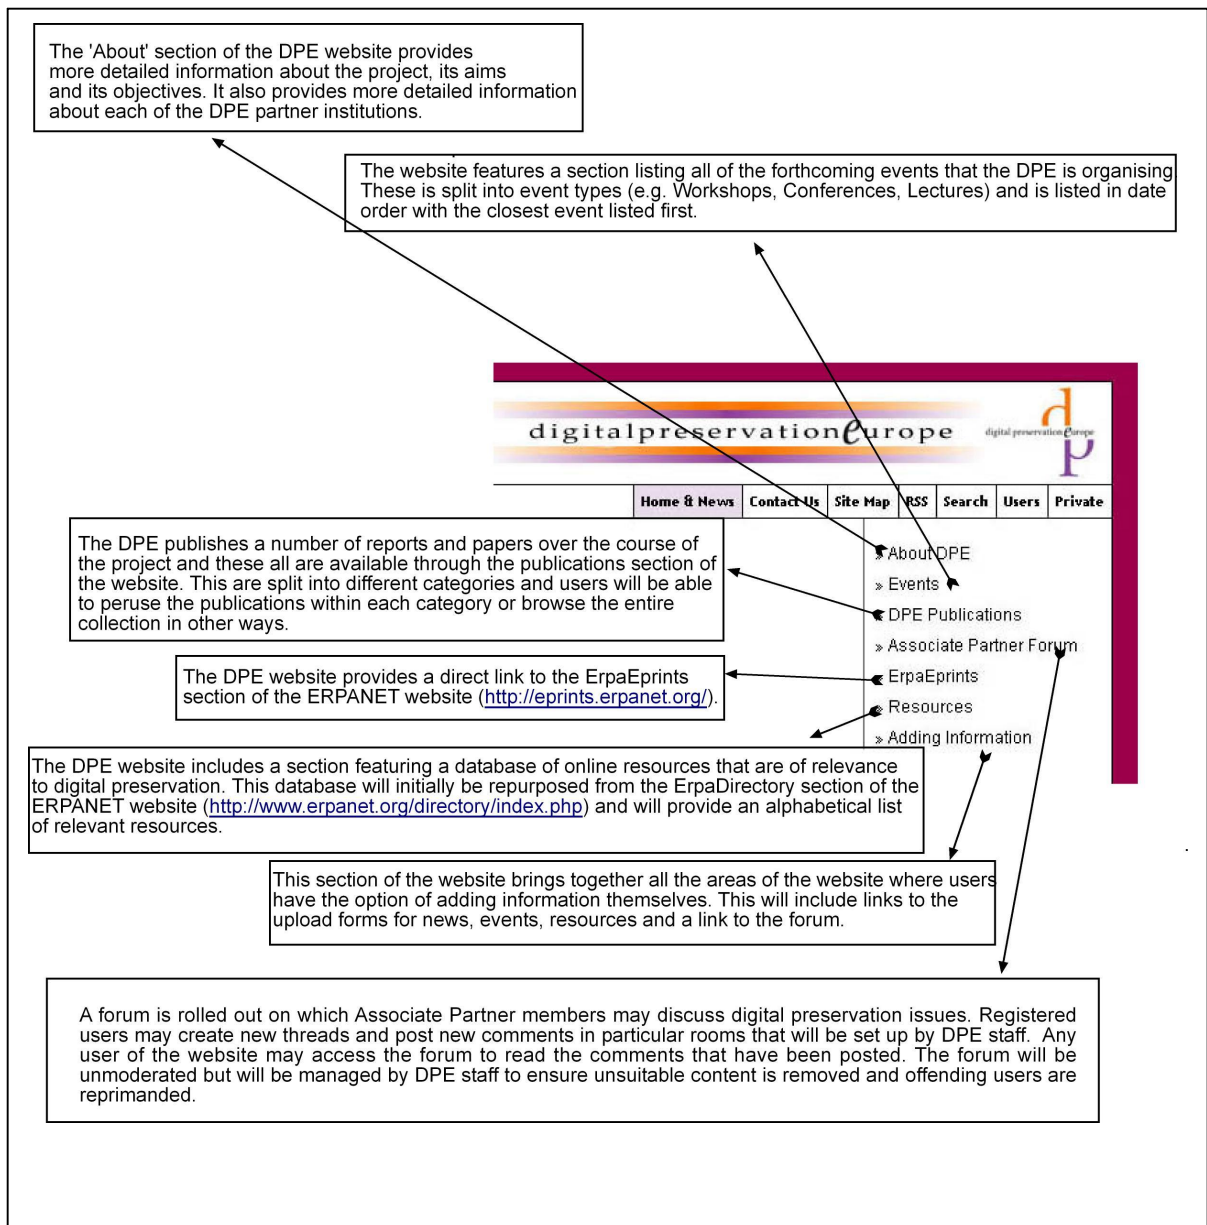 The 'About' section of the DPE website provides
more detailed information about the project, its aims
and its objectives. It also provides more detailed information
about each of the DPE partner institutions.
The website features a section listing all of the forthcoming events that the DPE is organising.
These is split into event types (e.g. Workshops, Conferences, Lectures) and is listed in date
order with the closest event listed first.
digitalpreservationeurope
digital preservation europe
dp
Home & News Contact Us Site Map RSS Search Users Private
» About DPE
» Events
» DPE Publications
» Associate Partner Forum
» ErpaEprints
» Resources
» Adding Information
The DPE publishes a number of reports and papers over the course of
the project and these all are available through the publications section of
the website. This are split into different categories and users will be able
to peruse the publications within each category or browse the entire
collection in other ways.
The DPE website provides a direct link to the ErpaEprints
section of the ERPANET website (http://eprints.erpanet.org/).
The DPE website includes a section featuring a database of online resources that are of relevance
to digital preservation. This database will initially be repurposed from the ErpaDirectory section of the
ERPANET website (http://www.erpanet.org/directory/index.php) and will provide an alphabetical list
of relevant resources.
This section of the website brings together all the areas of the website where users
have the option of adding information themselves. This will include links to the
upload forms for news, events, resources and a link to the forum.
A forum is rolled out on which Associate Partner members may discuss digital preservation issues. Registered
users may create new threads and post new comments in particular rooms that will be set up by DPE staff. Any
user of the website may access the forum to read the comments that have been posted. The forum will be
unmoderated but will be managed by DPE staff to ensure unsuitable content is removed and offending users are
reprimanded.